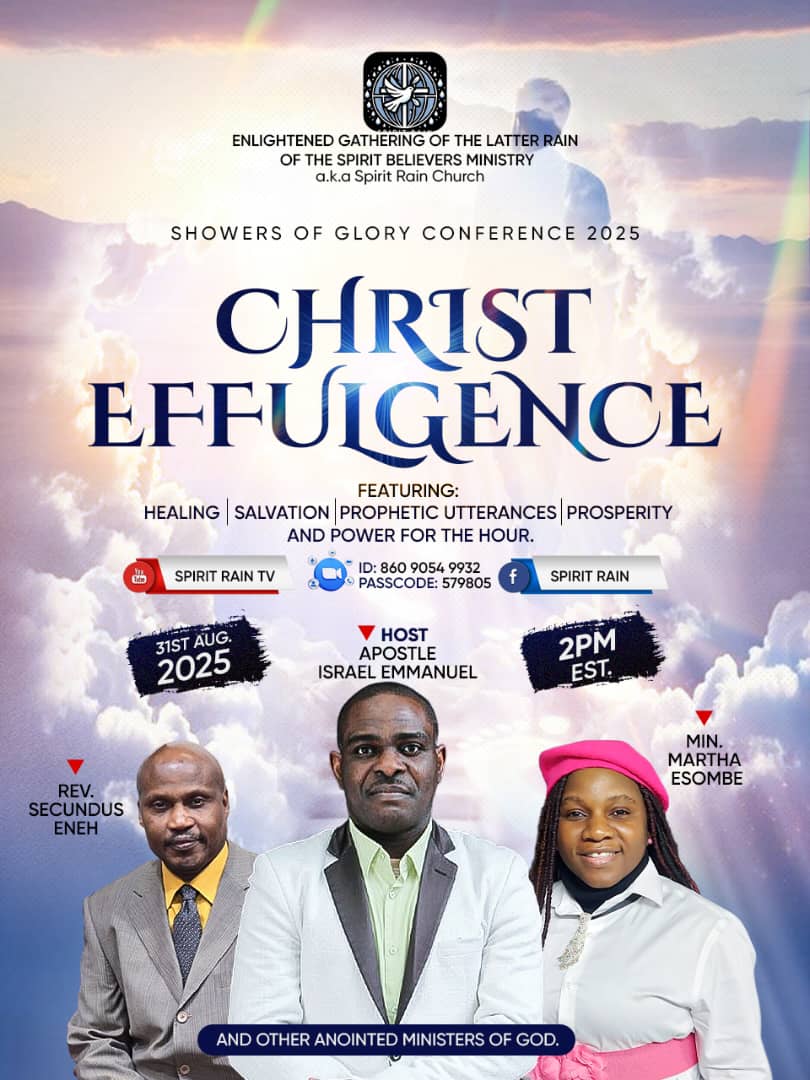 ENLIGHTENED GATHERING OF THE LATTER RAIN
OF THE SPIRIT BELIEVERS MINISTRY
a.k.a Spirit Rain Church
SHOWERS OF GLORY CONFERENCE 2025
CHRIST
EFFULGENCE
FEATURING:
HEALING | SALVATION | PROPHETIC UTTERANCES | PROSPERITY
AND POWER FOR THE HOUR.
You Tube
SPIRIT RAIN TV
ID: 860 9054 9932
PASSCODE: 579805
f
SPIRIT RAIN
31ST AUG.
2025
HOST
APOSTLE
ISRAEL EMMANUEL
2PM
EST.
REV.
SECUNDUS
ENEH
MIN.
MARTHA
ESOMBE
AND OTHER ANOINTED MINISTERS OF GOD.